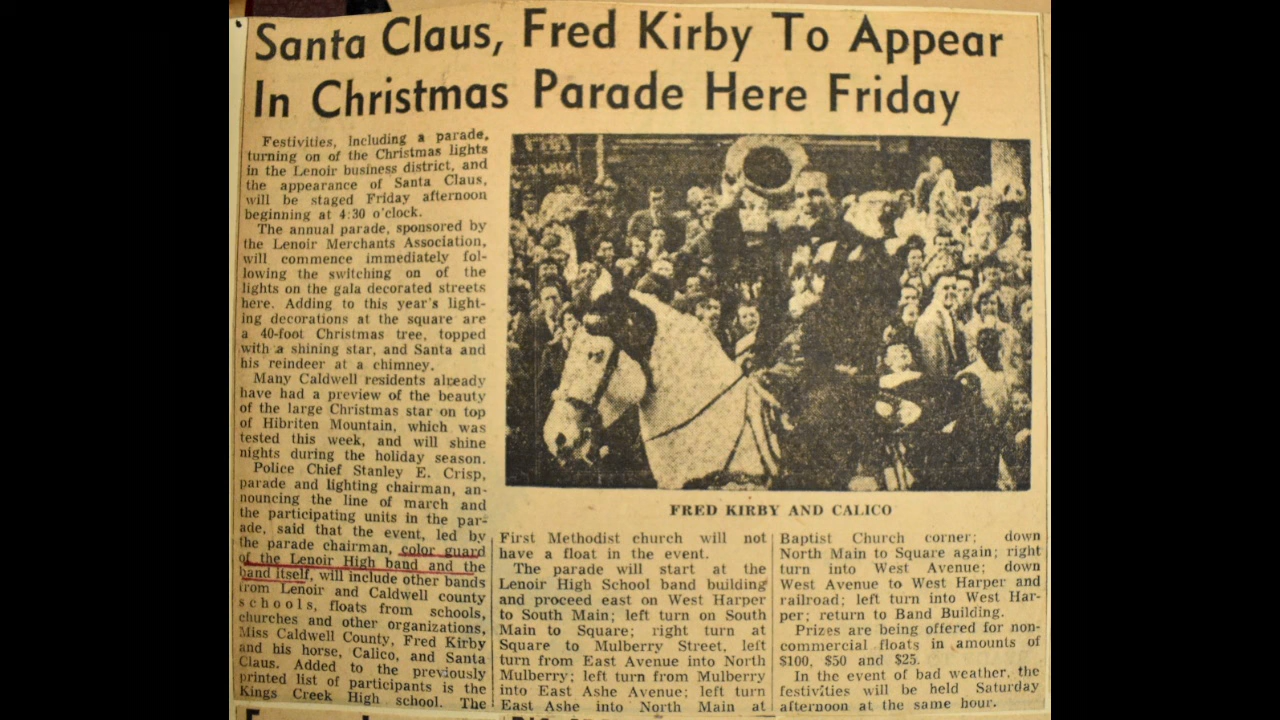 Santa Claus, Fred Kirby To Appear
In Christmas Parade Here Friday
Festivities, including a parade,
turning on of the Christmas lights
in the Lenoir business district, and
the appearance of Santa Claus,
will be staged Friday afternoon
beginning at 4:30 o'clock.
The annual parade, sponsored by
the Lenoir Merchants Association,
will commence immediately fol-
lowing the switching on of the
lights on the gala decorated streets
here. Adding to this year's light-
ing decorations at the square are
a 40-foot Christmas tree, topped
with a shining star, and Santa and
his reindeer at a chimney.
Many Caldwell residents already
have had a preview of the beauty
of the large Christmas star on top
of Hibriten Mountain, which was
tested this week, and will shine
nights during the holiday season.
Police Chief Stanley E. Crisp,
parade and lighting chairman, an-
nouncing the line of march and
the participating units in the par-
ade, said that the event, led by
the parade chairman, color guard
of the Lenoir High band and the
band itself, will include other bands
from Lenoir and Caldwell county
schools, floats from schools,
churches and other organizations,
Miss Caldwell County, Fred Kirby
and his horse, Calico, and Santa
Claus. Added to the previously
printed list of participants is the
Kings Creek High school. The
FRED KIRBY AND CALICO
First Methodist church will not
have a float in the event.
The parade will start at the
Lenoir High School band building
and proceed east on West Harper
to South Main; left turn on South
Main to Square; right turn at
Square to Mulberry Street, left
turn from East Avenue into North
Mulberry; left turn from Mulberry
into East Ashe Avenue; left turn
East Ashe into North Main at
Baptist Church corner; down
North Main to Square again; right
turn into West Avenue; down
West Avenue to West Harper and
railroad; left turn into West Har-
per; return to Band Building.
Prizes are being offered for non-
commercial floats in amounts of
$100, $50 and $25.
In the event of bad weather, the
festivities will be held Saturday
afternoon at the same hour.